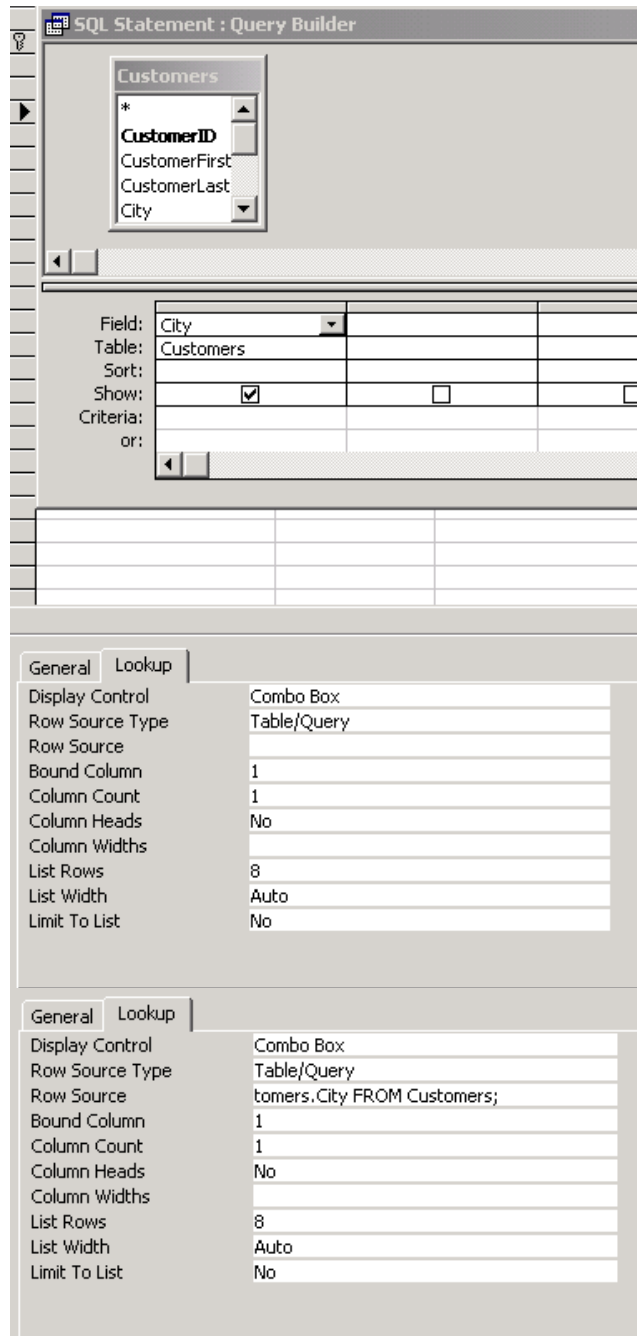 SQL Statement : Query Builder
Customers
*
CustomerID
CustomerFirst
CustomerLast
City
Field: City
Table: Customers
Sort:
Show:
Criteria:
or:
General Lookup
Display Control Combo Box
Row Source Type Table/Query
Row Source
Bound Column 1
Column Count 1
Column Heads No
Column Widths
List Rows 8
List Width Auto
Limit To List No
General Lookup
Display Control Combo Box
Row Source Type Table/Query
Row Source tomers.City FROM Customers;
Bound Column 1
Column Count 1
Column Heads No
Column Widths
List Rows 8
List Width Auto
Limit To List No